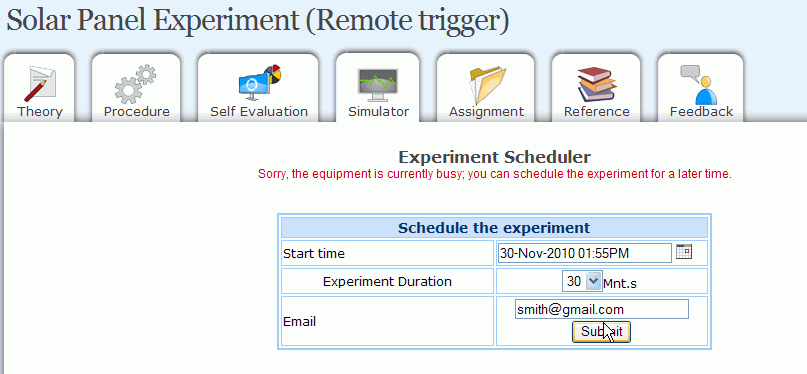 Solar Panel Experiment (Remote trigger)
Theory Procedure Self Evaluation Simulator Assignment Reference Feedback
Experiment Scheduler
Sorry, the equipment is currently busy; you can schedule the experiment for a later time.
Schedule the experiment
Start time 30-Nov-2010 01:55PM
Experiment Duration 30 Mnt.s
Email smith@gmail.com
Submit